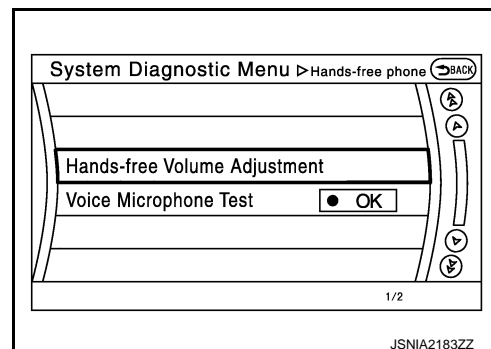 System Diagnostic Menu ▷ Hands-free phone BACK
Hands-free Volume Adjustment
Voice Microphone Test ● OK
1/2
JSNIA2183ZZ